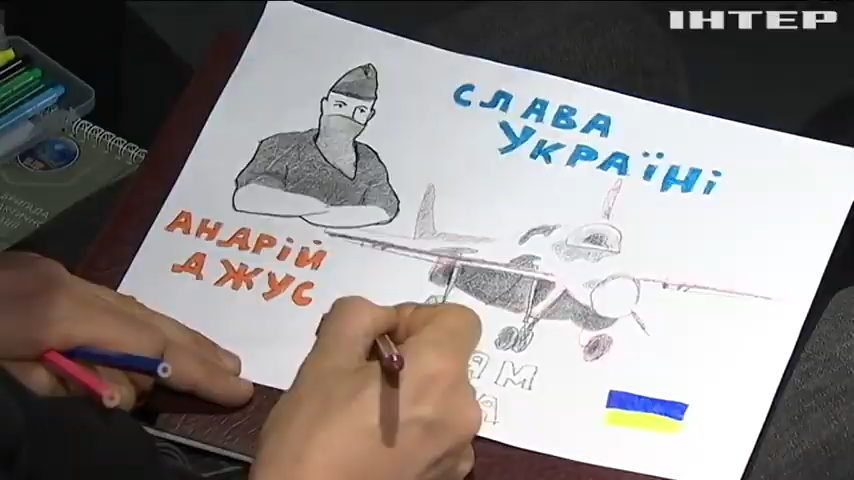 ІНТЕР
СЛАВА
УКРАЇНІ
АНДРІЙ
ДЖУС